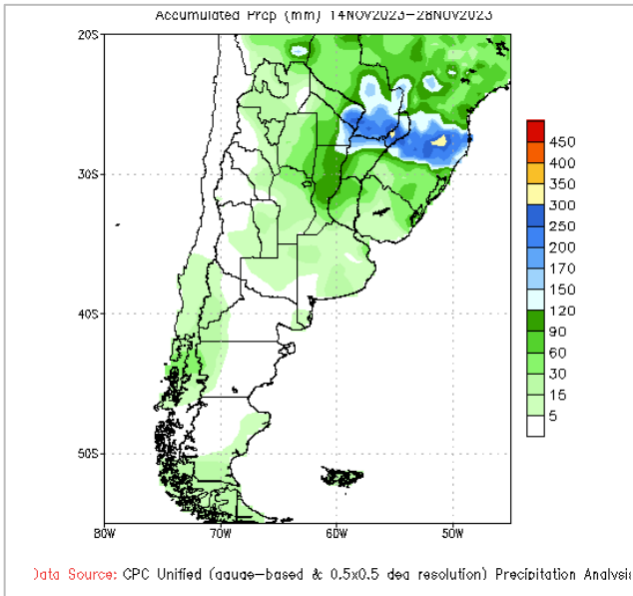 Accumulated Prcp (mm) 14NOV2023-28NOV2023
20S
30S
40S
50S
80W
70W
60W
50W
450
400
350
300
250
200
170
150
120
90
60
30
15
5
Data Source: CPC Unified (gauge-based & 0.5x0.5 deg resolution) Precipitation Analysis